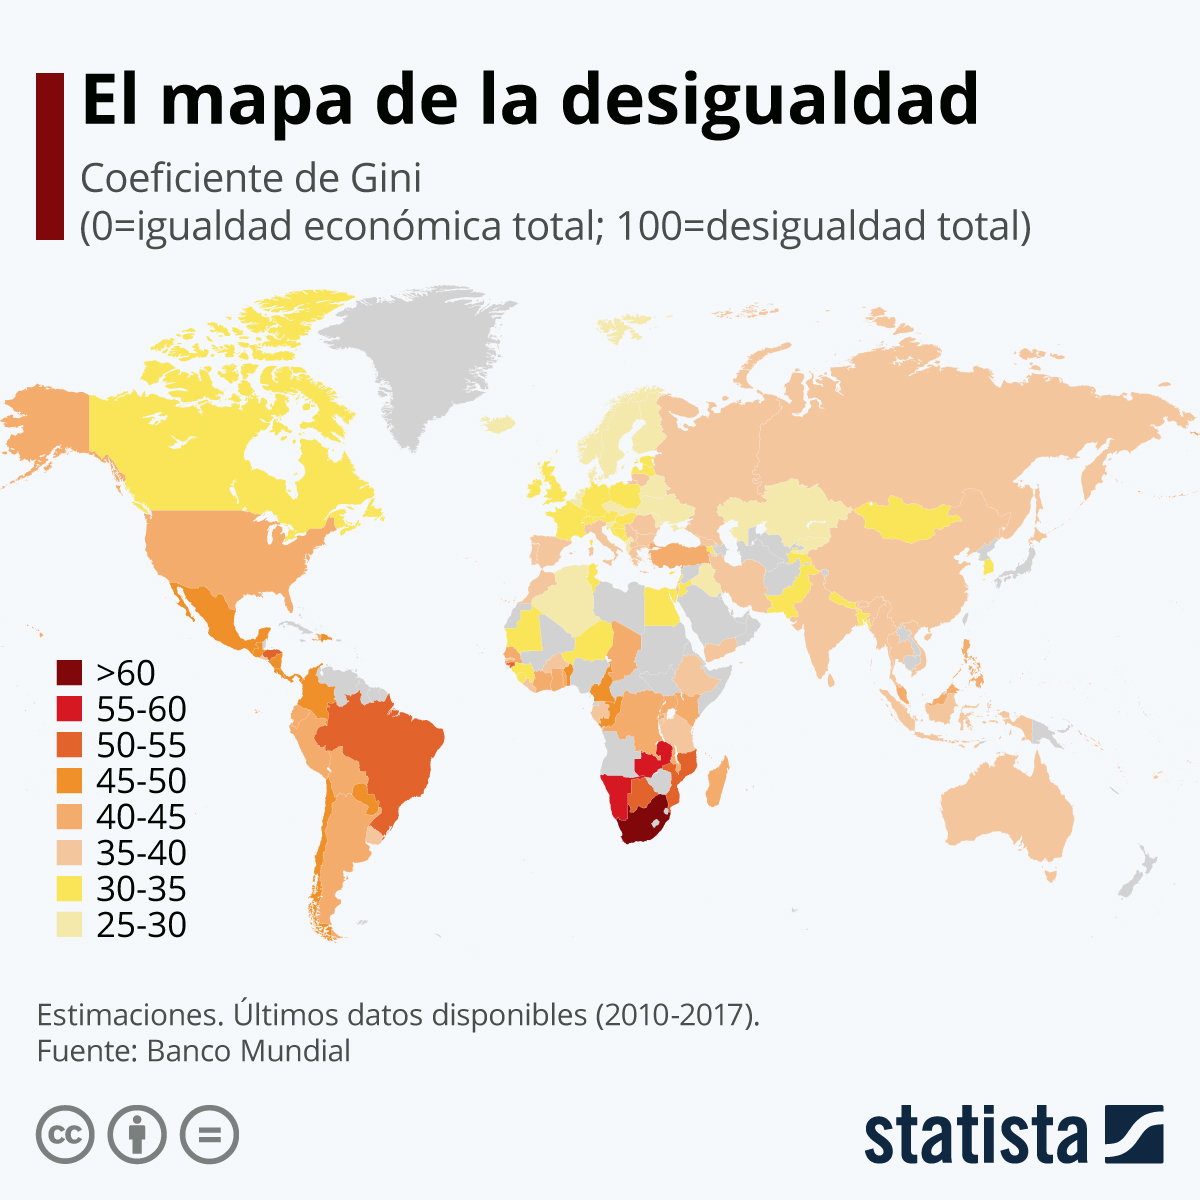 El mapa de la desigualdad
Coeficiente de Gini
(0=igualdad económica total; 100=desigualdad total)
>60
55-60
50-55
45-50
40-45
35-40
30-35
25-30
Estimaciones. Últimos datos disponibles (2010-2017).
Fuente: Banco Mundial
cc
statista